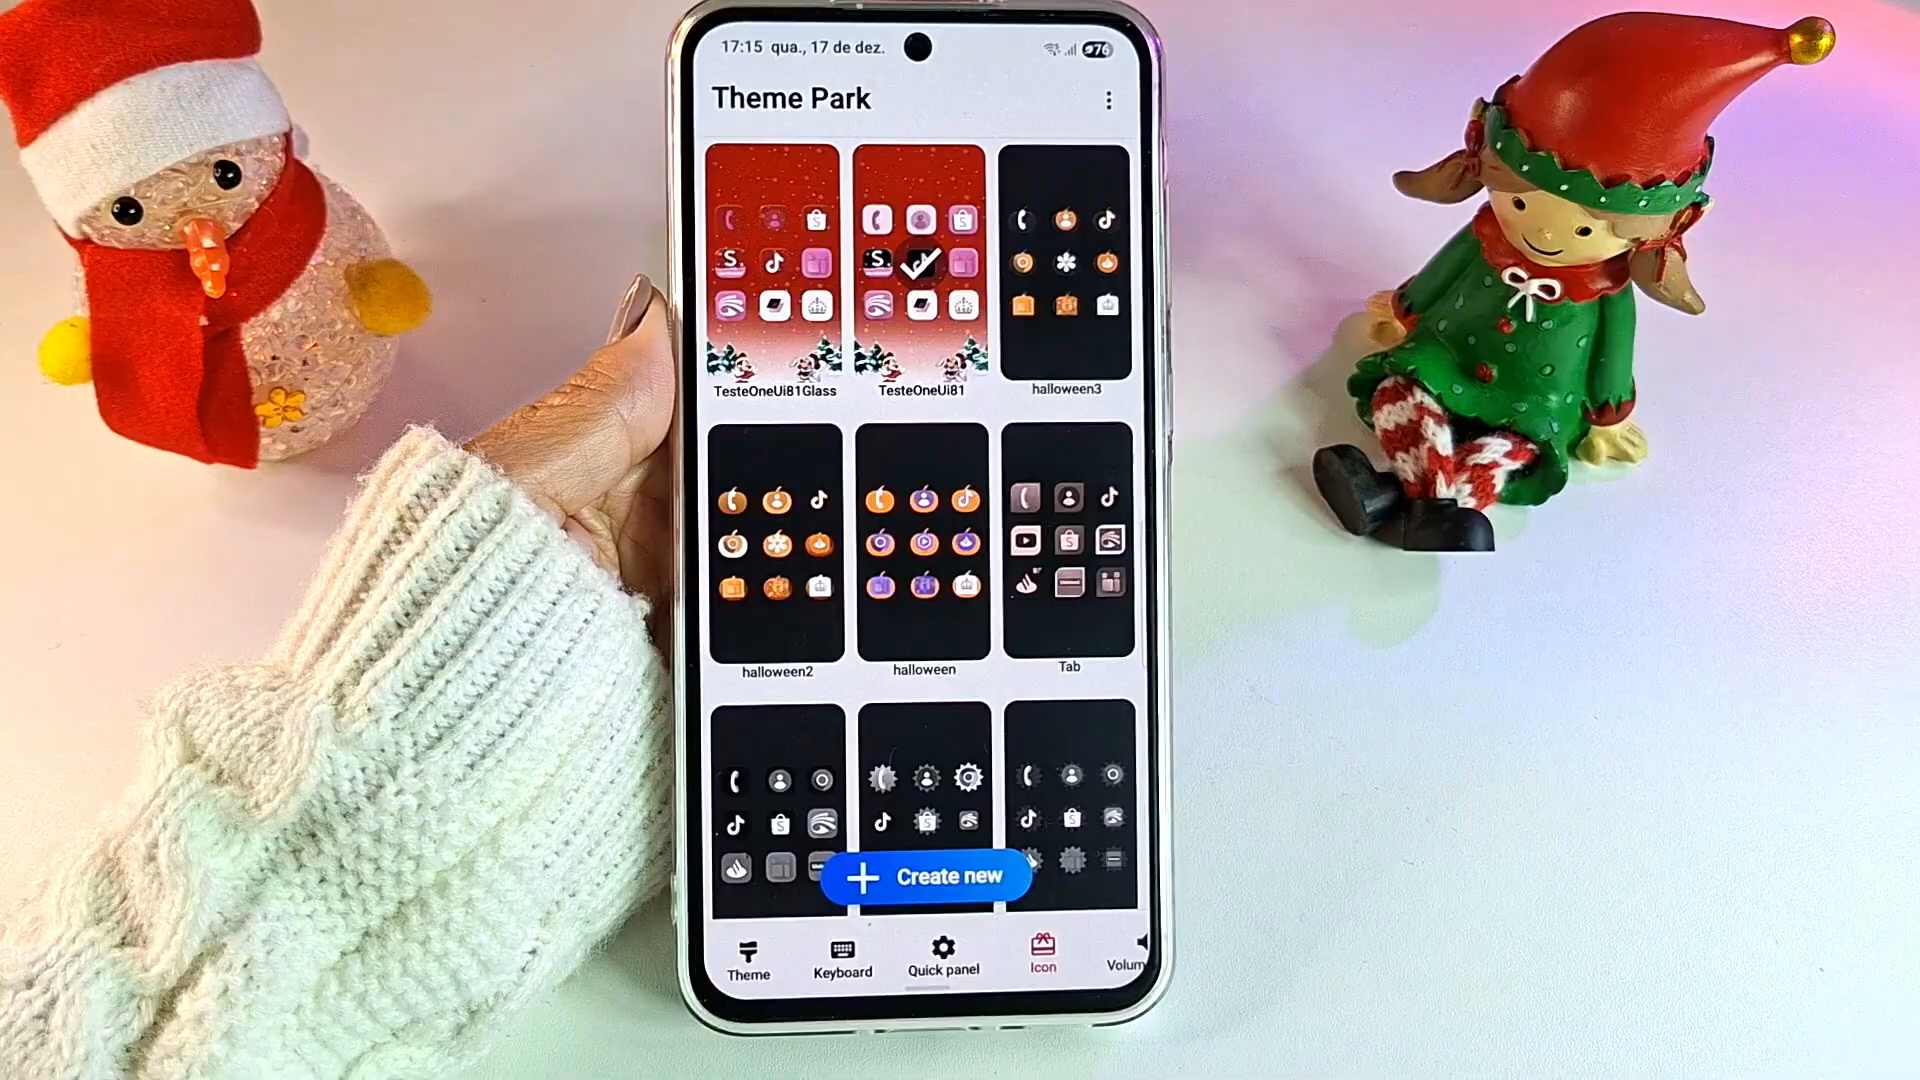 17:15 qua., 17 de dez.
76
Theme Park
TesteOneUi81Glass
TesteOneUi81
halloween3
halloween2
halloween
Tab
Create new
Theme
Keyboard
Quick panel
Icon
Volum